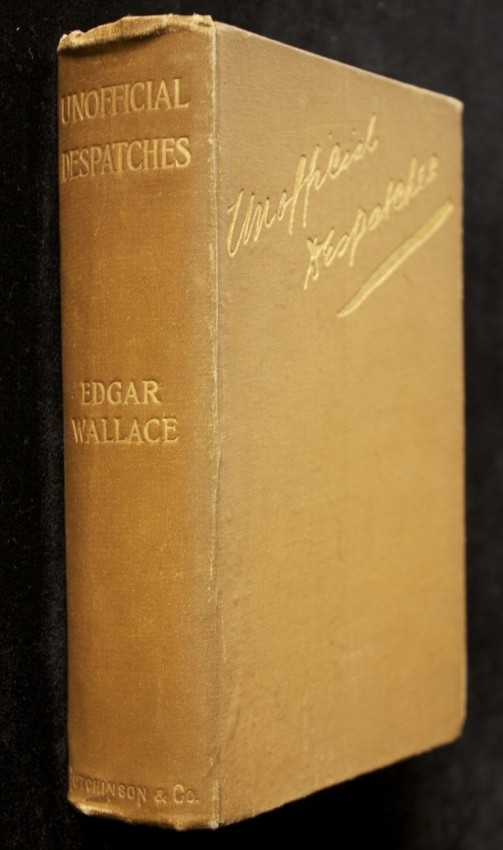 UNOFFICIAL
DESPATCHES
EDGAR
WALLACE
HUTCHINSON & Co.
Unofficial
Despatches